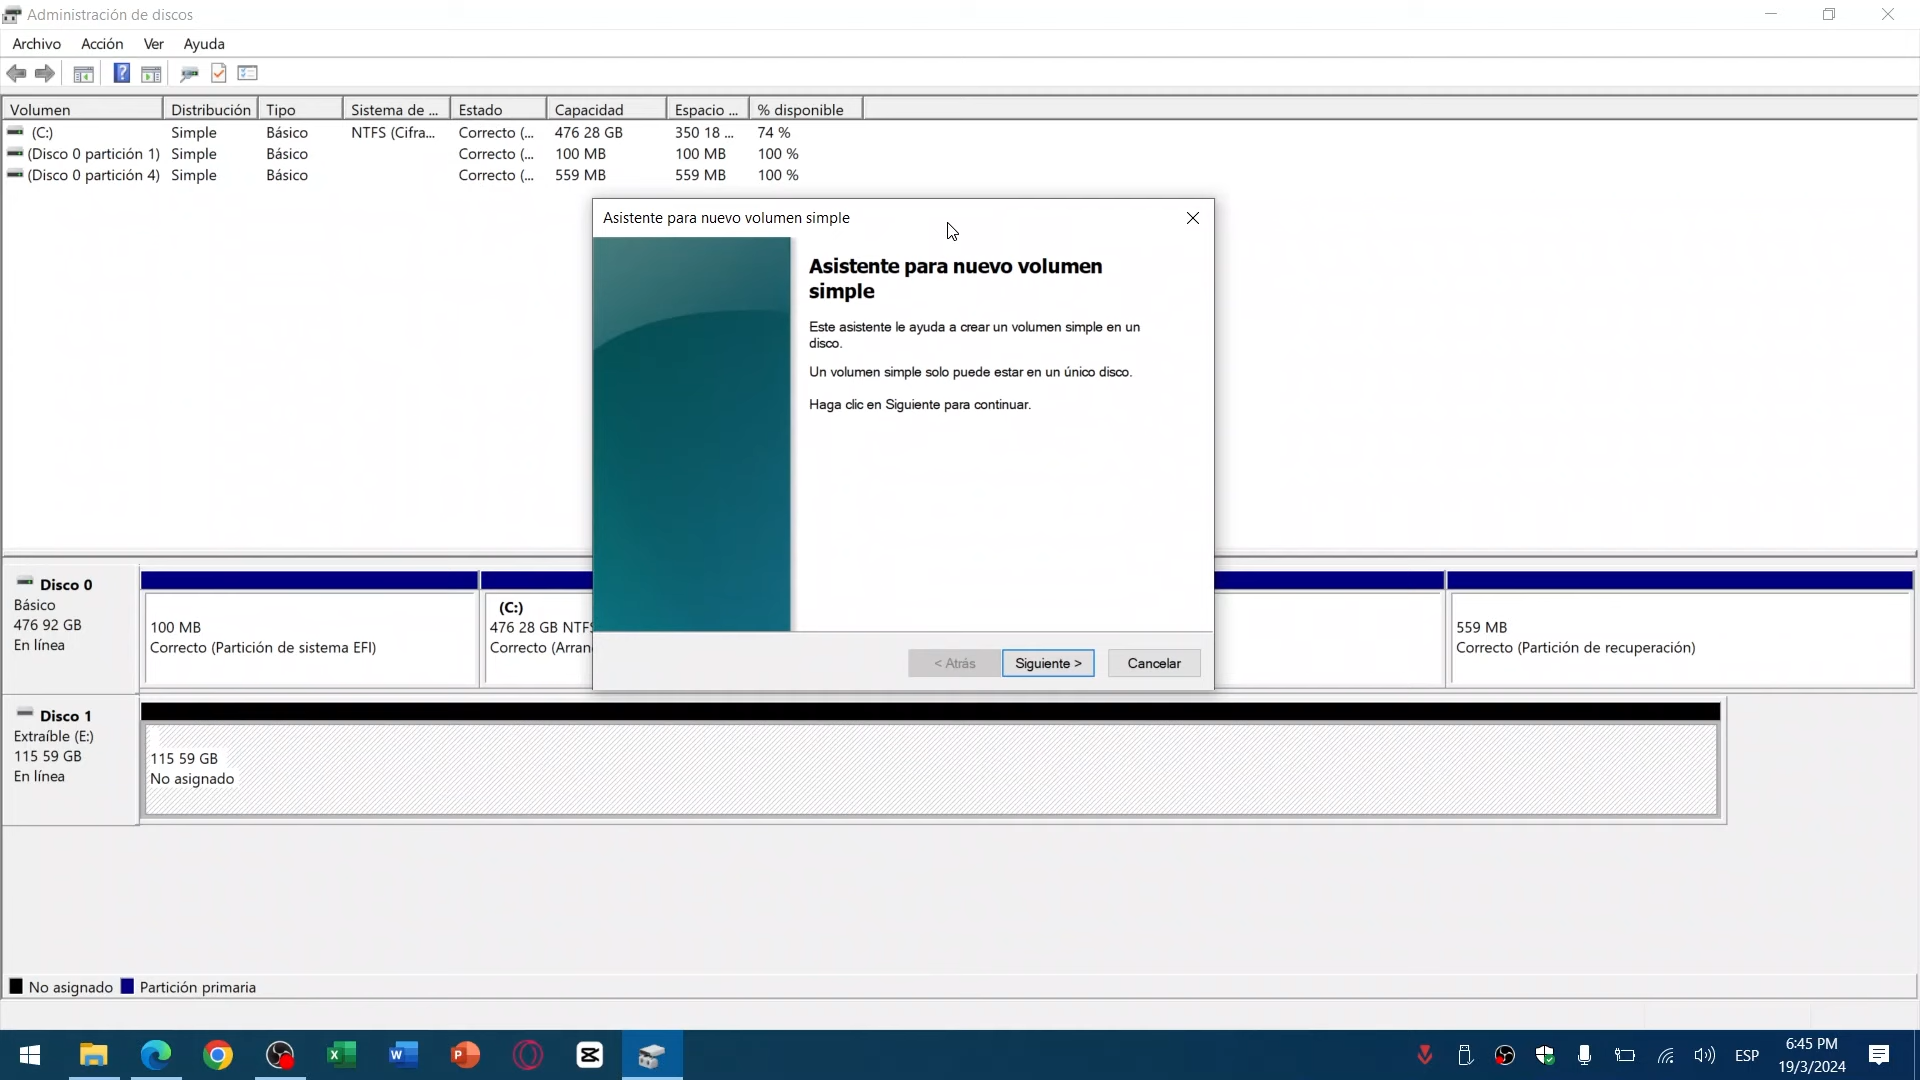 Administración de discos
Archivo Acción Ver Ayuda
Volumen Distribución Tipo Sistema de ... Estado Capacidad Espacio ... % disponible
(C:) Simple Básico NTFS (Cifra... Correcto (... 476 28 GB 350 18 ... 74 %
(Disco 0 partición 1) Simple Básico Correcto (... 100 MB 100 MB 100 %
(Disco 0 partición 4) Simple Básico Correcto (... 559 MB 559 MB 100 %
Asistente para nuevo volumen simple
Asistente para nuevo volumen
simple
Este asistente le ayuda a crear un volumen simple en un
disco.
Un volumen simple solo puede estar en un único disco.
Haga clic en Siguiente para continuar.
< Atrás Siguiente > Cancelar
Disco 0
Básico
476 92 GB
En línea
100 MB
Correcto (Partición de sistema EFI)
(C:)
476 28 GB NTFS
Correcto (Arran
559 MB
Correcto (Partición de recuperación)
Disco 1
Extraíble (E:)
115 59 GB
En línea
115 59 GB
No asignado
No asignado Partición primaria
ESP
6:45 PM
19/3/2024